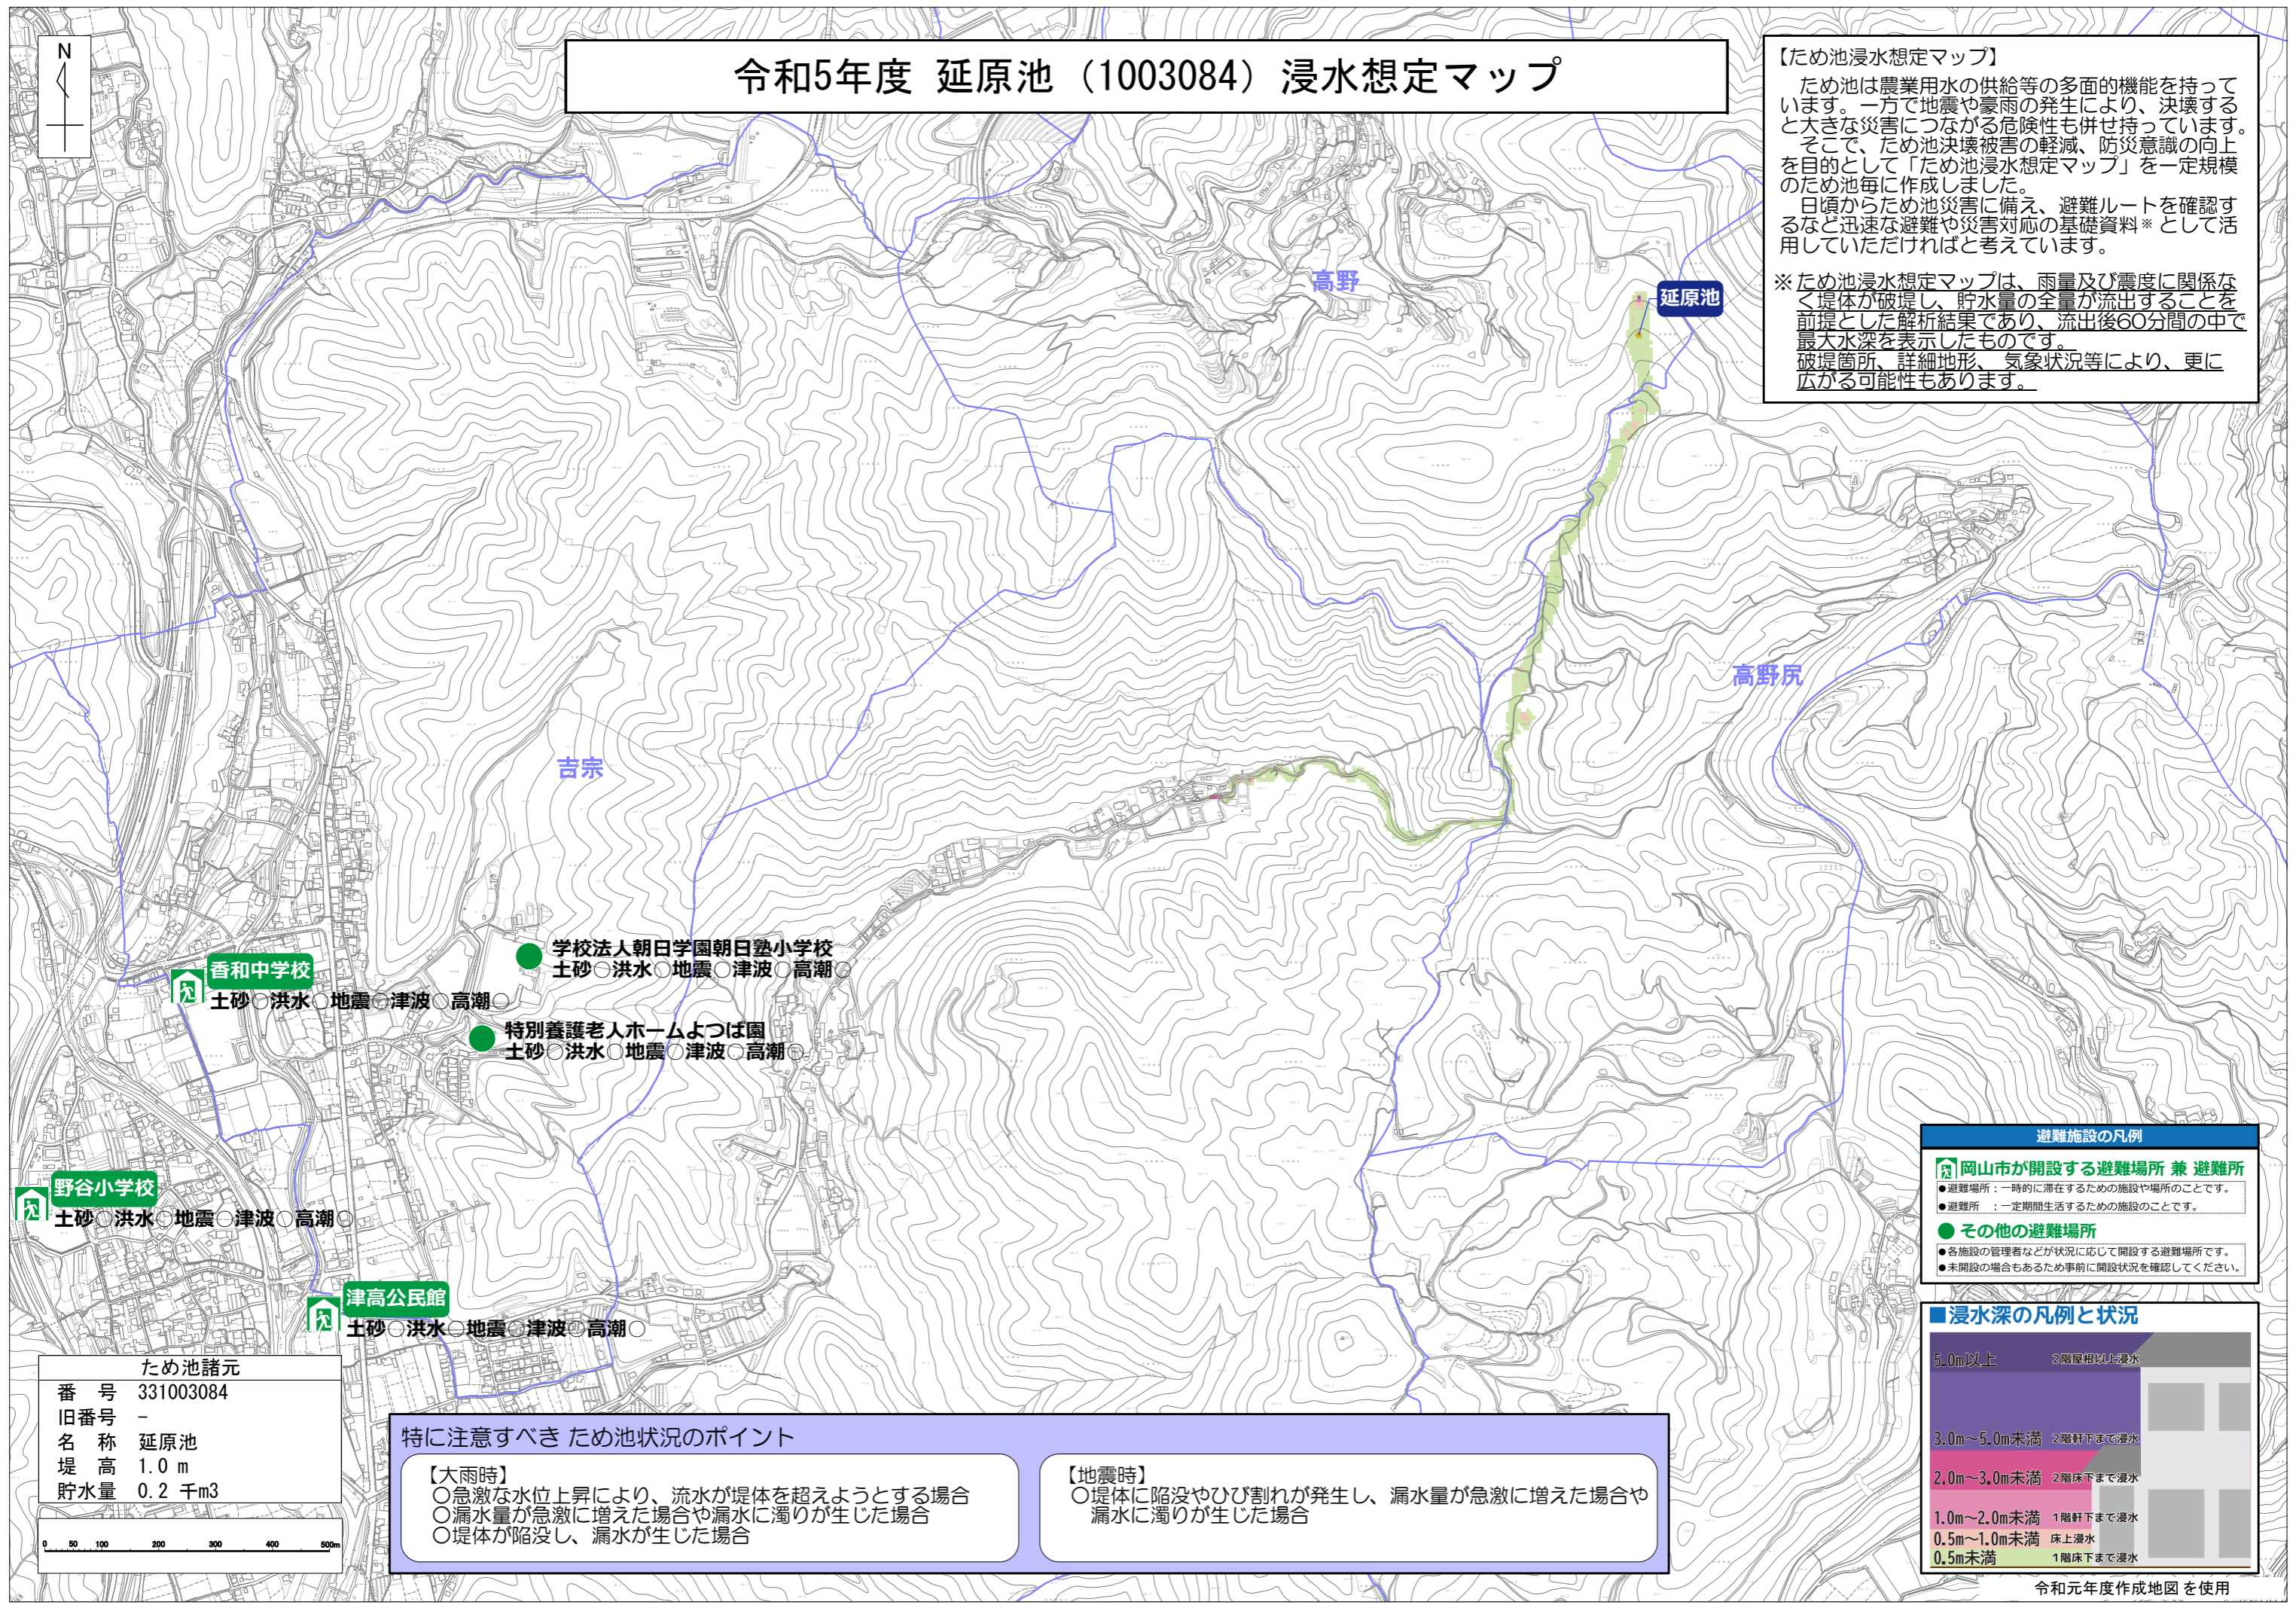 令和5年度 延原池（1003084）浸水想定マップ
N
【ため池浸水想定マップ】
ため池は農業用水の供給等の多面的機能を持って
います。一方で地震や豪雨の発生により、決壊する
と大きな災害につながる危険性も併せ持っています。
そこで、ため池決壊被害の軽減、防災意識の向上
を目的として「ため池浸水想定マップ」を一定規模
のため池毎に作成しました。
日頃からため池災害に備え、避難ルートを確認す
るなど迅速な避難や災害対応の基礎資料※として活
用していただければと考えています。
※ため池浸水想定マップは、雨量及び震度に関係な
く堤体が破堤し、貯水量の全量が流出することを
前提とした解析結果であり、流出後60分間の中で
最大水深を表示したものです。
破堤箇所、詳細地形、気象状況等により、更に
広がる可能性もあります。
高野
延原池
高野尻
吉宗
学校法人朝日学園朝日塾小学校
土砂○洪水○地震○津波○高潮○
香和中学校
土砂○洪水○地震○津波○高潮○
特別養護老人ホームよつば園
土砂○洪水○地震○津波○高潮○
野谷小学校
土砂○洪水○地震○津波○高潮○
津高公民館
土砂○洪水○地震○津波○高潮○
避難施設の凡例
岡山市が開設する避難場所 兼 避難所
●避難場所：一時的に滞在するための施設や場所のことです。
●避難所　：一定期間生活するための施設のことです。
その他の避難場所
●各施設の管理者などが状況に応じて開設する避難場所です。
●未開設の場合もあるため事前に開設状況を確認してください。
■浸水深の凡例と状況
5.0m以上 2階屋根以上浸水
3.0m～5.0m未満 2階軒下まで浸水
2.0m～3.0m未満 2階床下まで浸水
1.0m～2.0m未満 1階軒下まで浸水
0.5m～1.0m未満 床上浸水
0.5m未満 1階床下まで浸水
ため池諸元
番　号 331003084
旧番号 -
名　称 延原池
堤　高 1.0 m
貯水量 0.2 千m3
0 50 100 200 300 400 500m
特に注意すべき ため池状況のポイント
【大雨時】
○急激な水位上昇により、流水が堤体を超えようとする場合
○漏水量が急激に増えた場合や漏水に濁りが生じた場合
○堤体が陥没し、漏水が生じた場合
【地震時】
○堤体に陥没やひび割れが発生し、漏水量が急激に増えた場合や
漏水に濁りが生じた場合
令和元年度作成地図を使用